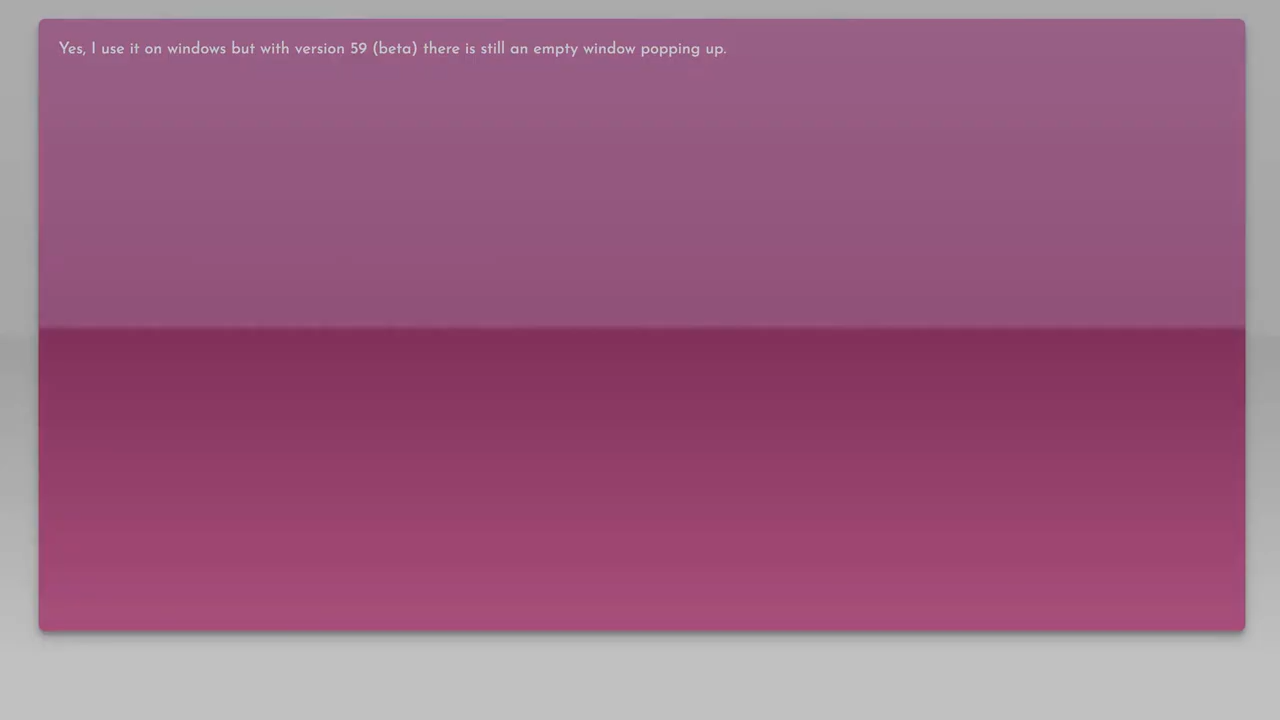 Yes, I use it on windows but with version 59 (beta) there is still an empty window popping up.